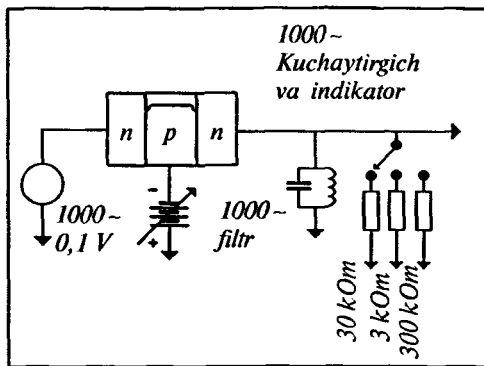 1000~
Kuchaytirgich
va indikator
n p n
-
+
1000~
0,1 V
1000~
filtr
30 kOm
3 kOm
300 kOm